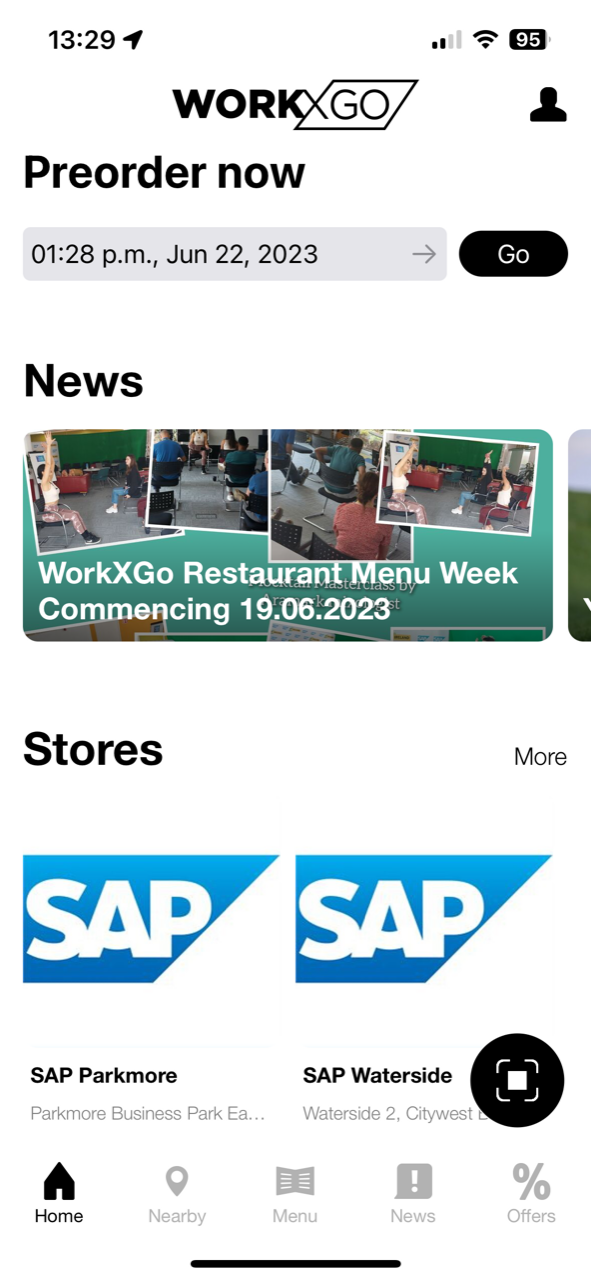 13:29
95
WORKXGO
Preorder now
01:28 p.m., Jun 22, 2023
Go
News
WorkXGo Restaurant Menu Week
Commencing 19.06.2023
Masterclass by
Stores
More
SAP
SAP
SAP Parkmore
SAP Waterside
Parkmore Business Park Ea...
Waterside 2, Citywest
Home
Nearby
Menu
News
Offers